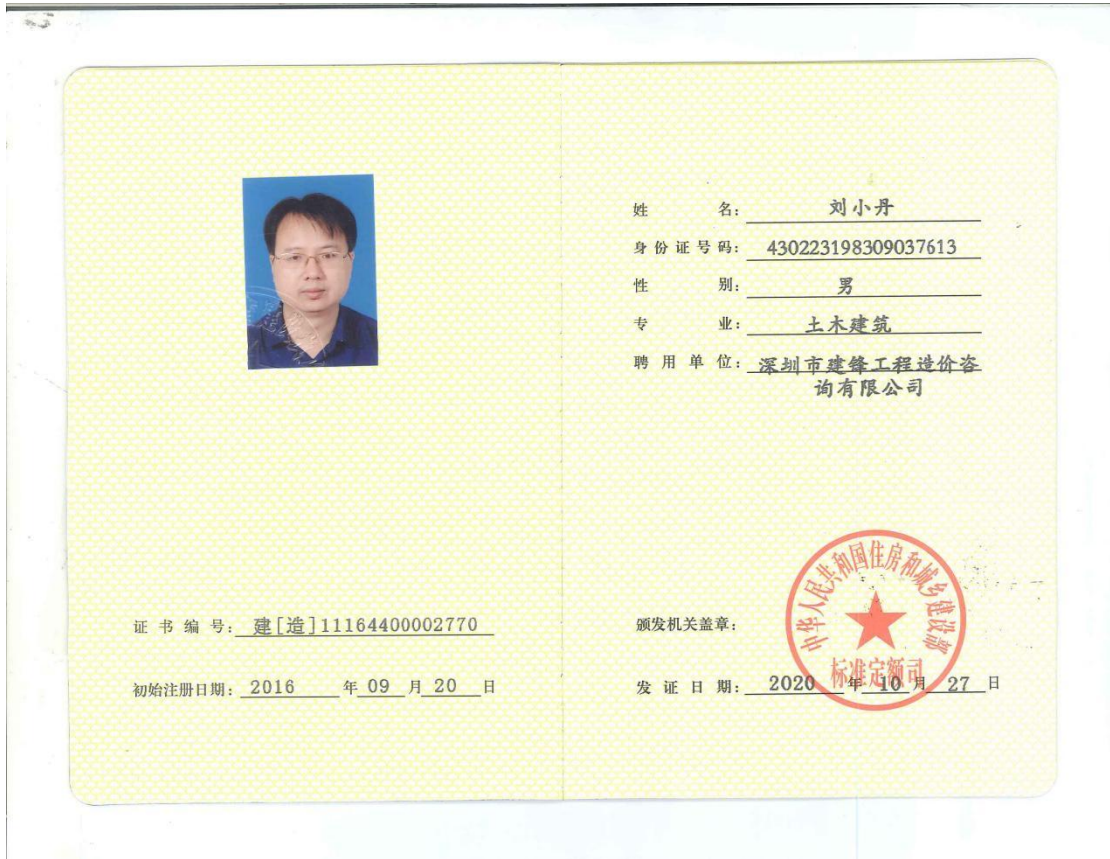 姓 名: 刘小丹
身份证号码: 430223198309037613
性 别: 男
专 业: 土木建筑
聘用单位: 深圳市建锋工程造价咨
询有限公司
证书编号: 建[造]11164400002770
初始注册日期: 2016 年 09 月 20 日
颁发机关盖章:
中华人民共和国住房和城乡建设部
标准定额司
发证日期: 2020 年 10 月 27 日